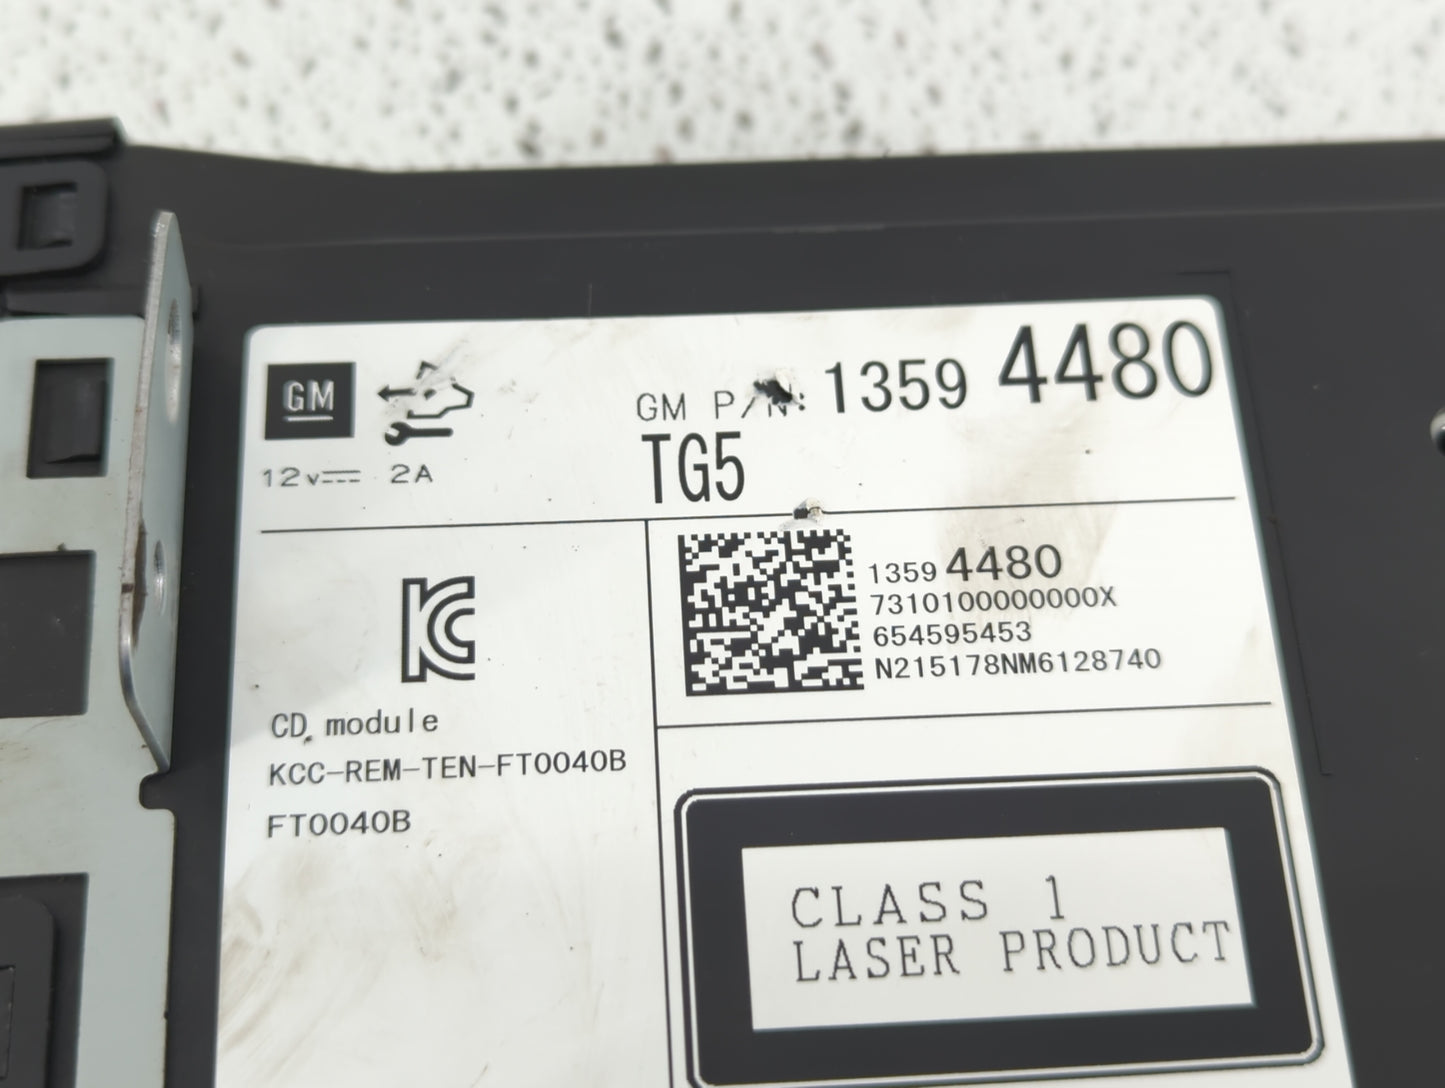 GM
GM P/N: 1359 4480
12v 2A
TG5
1359 4480
7310100000000X
654595453
N215178NM6128740
KC
CD module
KCC-REM-TEN-FT0040B
FT0040B
CLASS 1
LASER PRODUCT